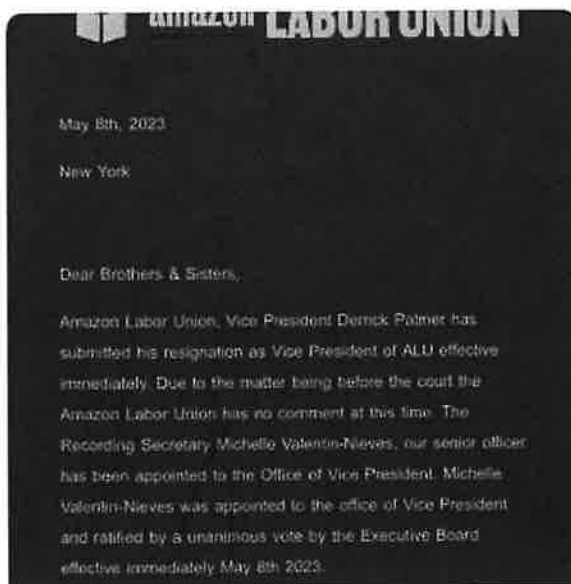 amazon LABOR UNION
May 8th, 2023
New York
Dear Brothers & Sisters,
Amazon Labor Union, Vice President Derrick Palmer has
submitted his resignation as Vice President of ALU effective
immediately. Due to the matter being before the court the
Amazon Labor Union has no comment at this time. The
Recording Secretary Michelle Valentin-Nieves, our senior officer
has been appointed to the Office of Vice President. Michelle
Valentin-Nieves was appointed to the office of Vice President
and ratified by a unanimous vote by the Executive Board
effective immediately May 8th 2023.